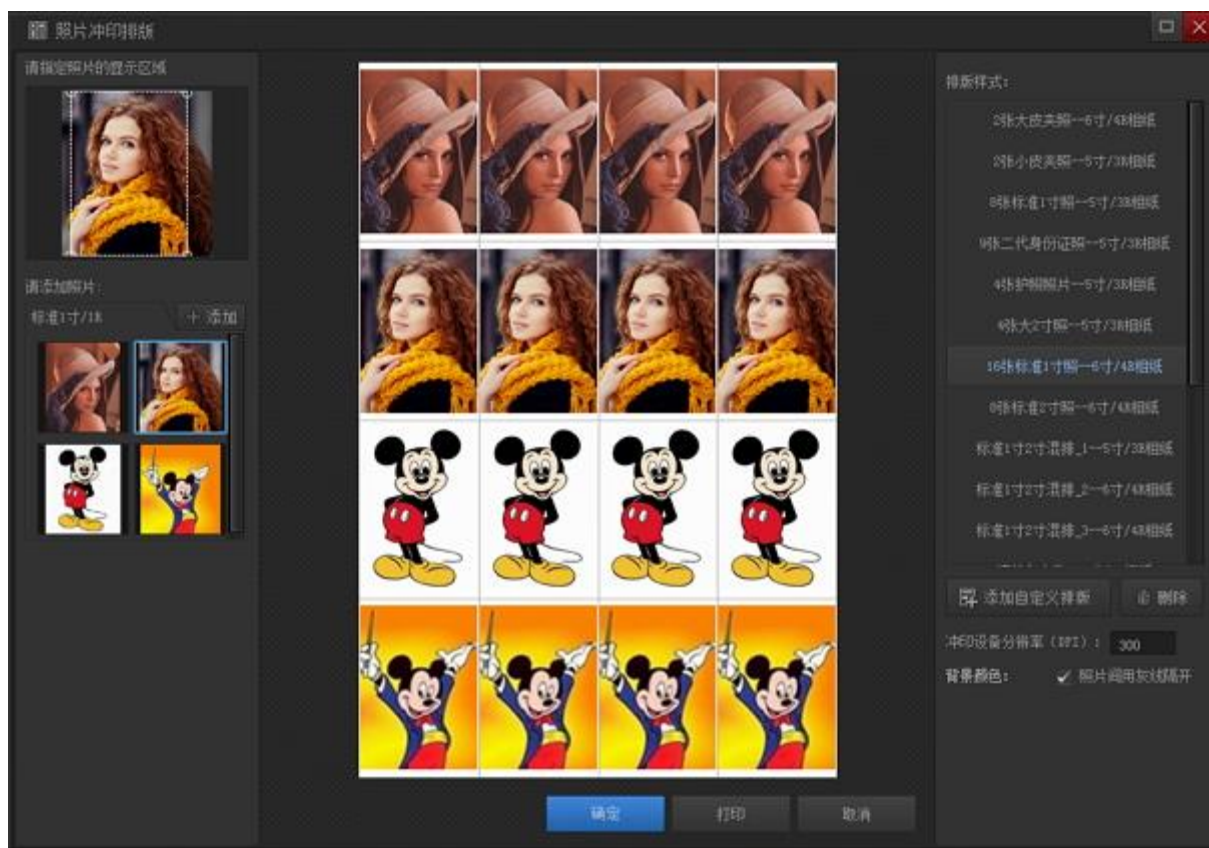 照片冲印排版
请指定照片的显示区域
请添加照片:
标准1寸/1R
+ 添加
排版样式:
2张大皮夹照--6寸/4R相纸
2张小皮夹照--5寸/3R相纸
8张标准1寸照--5寸/3R相纸
9张二代身份证照--5寸/3R相纸
4张护照照片--5寸/3R相纸
4张大2寸照--5寸/3R相纸
16张标准1寸照--6寸/4R相纸
8张标准2寸照--6寸/4R相纸
标准1寸2寸混排_1--5寸/3R相纸
标准1寸2寸混排_2--6寸/4R相纸
标准1寸2寸混排_3--6寸/4R相纸
添加自定义排版
删除
冲印设备分辨率(DPI): 300
背景颜色: ✓ 照片间用灰线隔开
确定
打印
取消